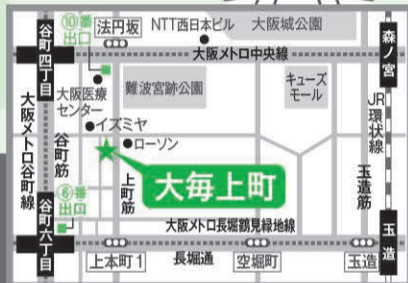 ⑩番
出口
法円坂
NTT西日本ビル
大阪城公園
谷町四丁目
大阪メトロ中央線
森ノ宮
大阪医療
センター
難波宮跡公園
キューズ
モール
JR環状線
イズミヤ
ローソン
大阪メトロ谷町線
谷町筋
⑥番
出口
上町筋
大毎上町
玉造筋
大阪メトロ長堀鶴見緑地線
谷町六丁目
上本町1
長堀通
空堀町
玉造
玉造